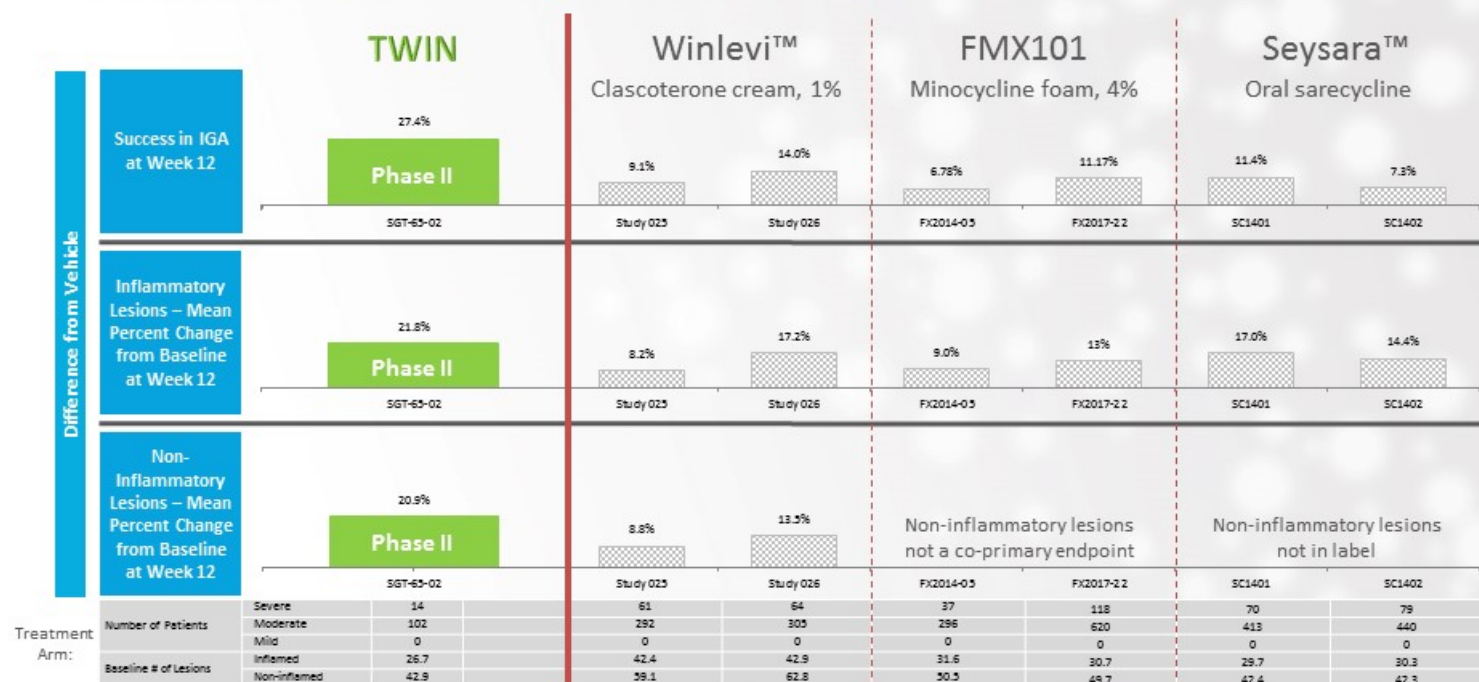 TWIN
Winlevi™
Clascoterone cream, 1%
FMX101
Minocycline foam, 4%
Seysara™
Oral sarecycline
Difference from Vehicle
Success in IGA
at Week 12
27.4%
Phase II
SGT-65-02
9.1%
Study 025
14.0%
Study 026
6.78%
FX2014-05
11.17%
FX2017-22
11.4%
SC1401
7.3%
SC1402
Inflammatory
Lesions – Mean
Percent Change
from Baseline
at Week 12
21.8%
Phase II
SGT-65-02
8.2%
Study 025
17.2%
Study 026
9.0%
FX2014-05
13%
FX2017-22
17.0%
SC1401
14.4%
SC1402
Non-
Inflammatory
Lesions – Mean
Percent Change
from Baseline
at Week 12
20.9%
Phase II
SGT-65-02
8.8%
Study 025
13.5%
Study 026
Non-inflammatory lesions
not a co-primary endpoint
FX2014-05
FX2017-22
Non-inflammatory lesions
not in label
SC1401
SC1402
Treatment
Arm:
Number of Patients
Severe 14 61 64 37 118 70 79
Moderate 102 292 305 296 620 413 440
Mild 0 0 0 0 0 0 0
Baseline # of Lesions
Inflamed 26.7 42.4 42.9 31.6 30.7 29.7 30.3
Non-inflamed 42.9 59.1 62.8 50.5 49.7 42.4 42.3